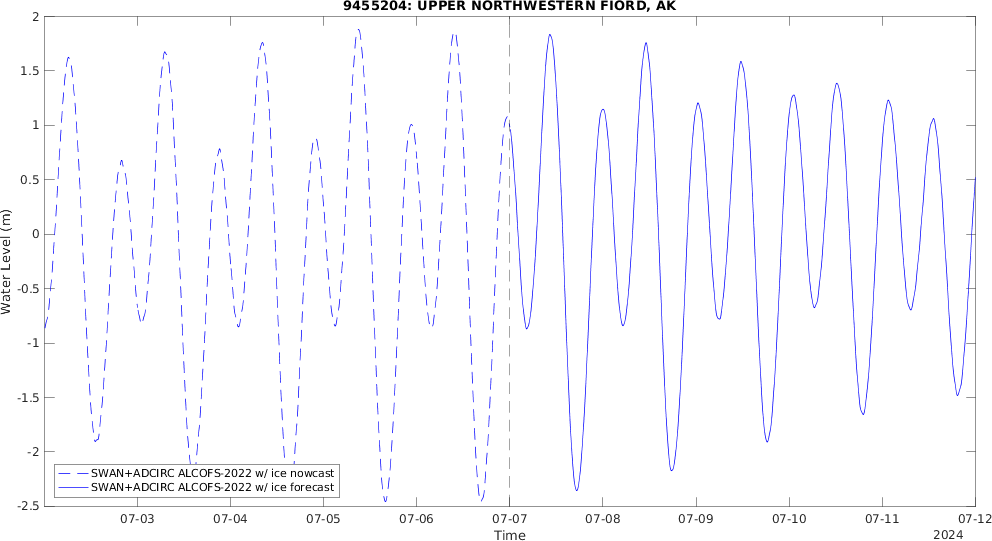 9455204: UPPER NORTHWESTERN FIORD, AK
2
1.5
1
0.5
0
-0.5
-1
-1.5
-2
-2.5
Water Level (m)
SWAN+ADCIRC ALCOFS-2022 w/ ice nowcast
SWAN+ADCIRC ALCOFS-2022 w/ ice forecast
07-03 07-04 07-05 07-06 07-07 07-08 07-09 07-10 07-11 07-12
Time
2024